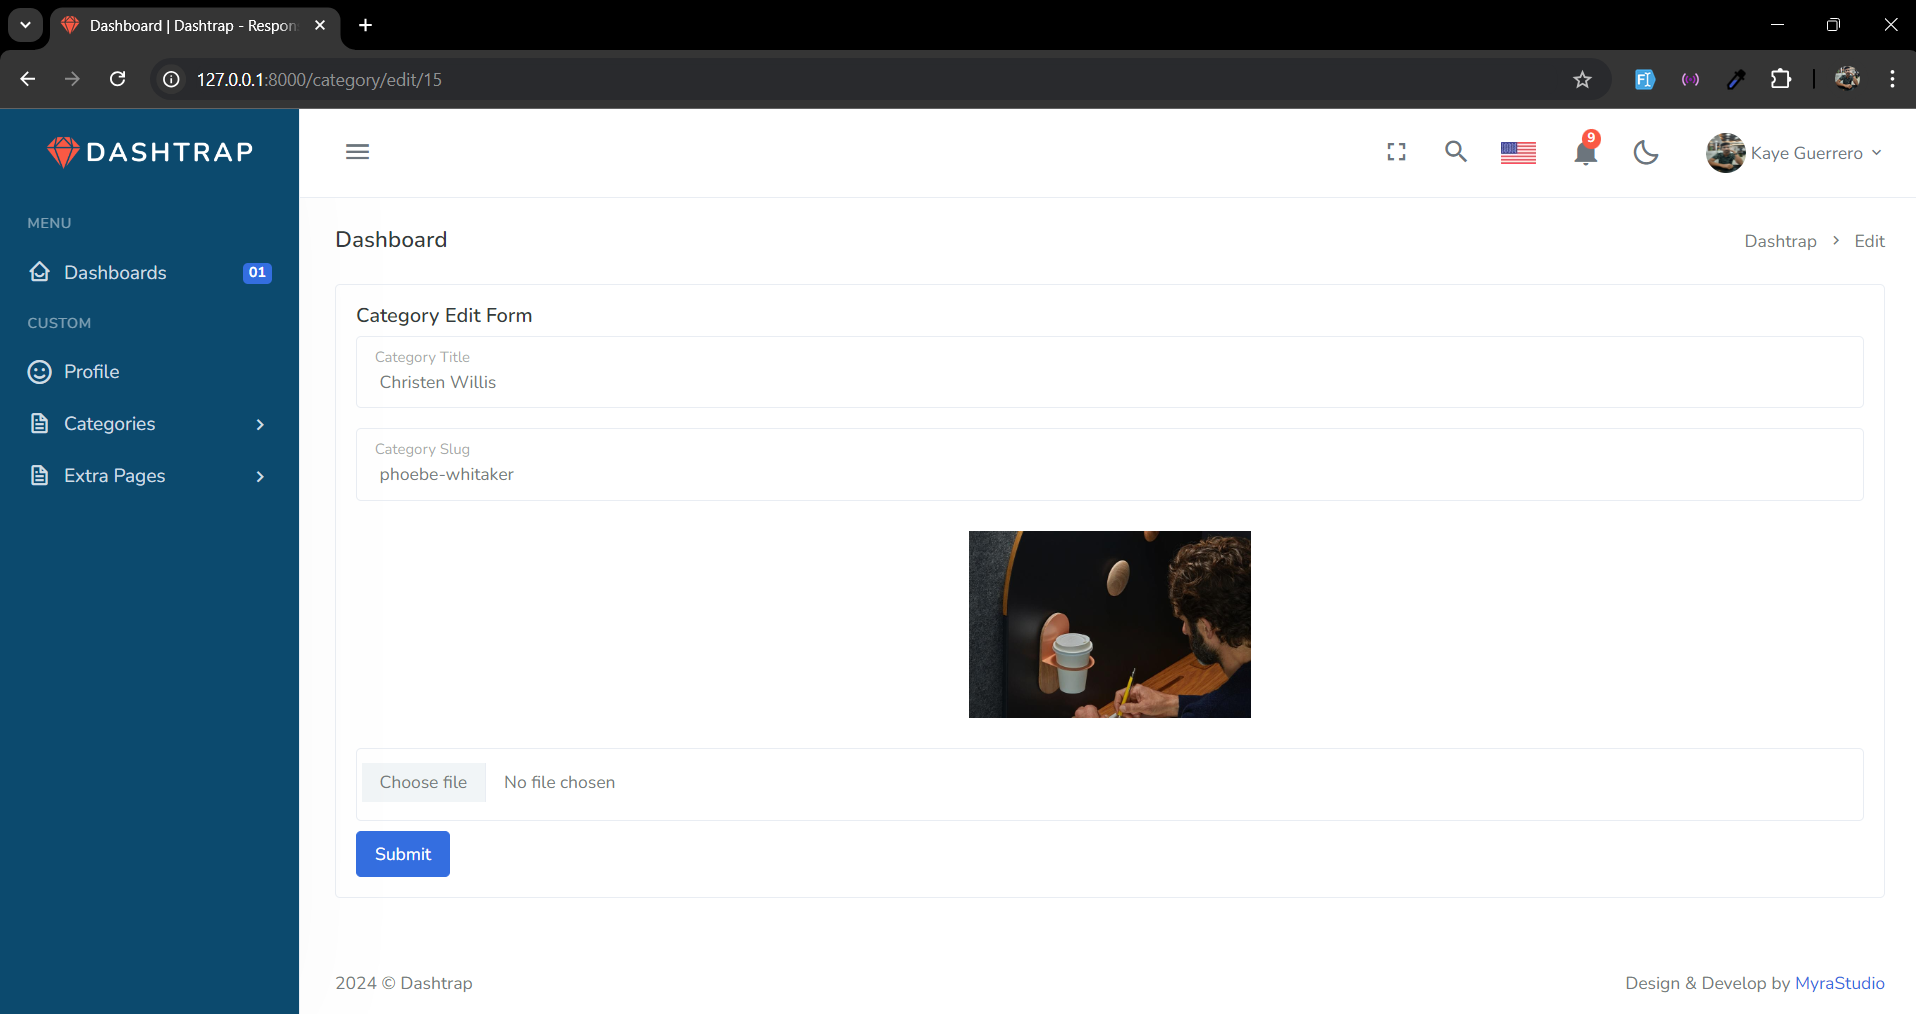 Dashboard | Dashtrap - Respon
127.0.0.1:8000/category/edit/15
DASHTRAP
9
Kaye Guerrero
MENU
Dashboards
01
CUSTOM
Profile
Categories
Extra Pages
Dashboard
Dashtrap > Edit
Category Edit Form
Category Title
Christen Willis
Category Slug
phoebe-whitaker
Choose file
No file chosen
Submit
2024 © Dashtrap
Design & Develop by MyraStudio